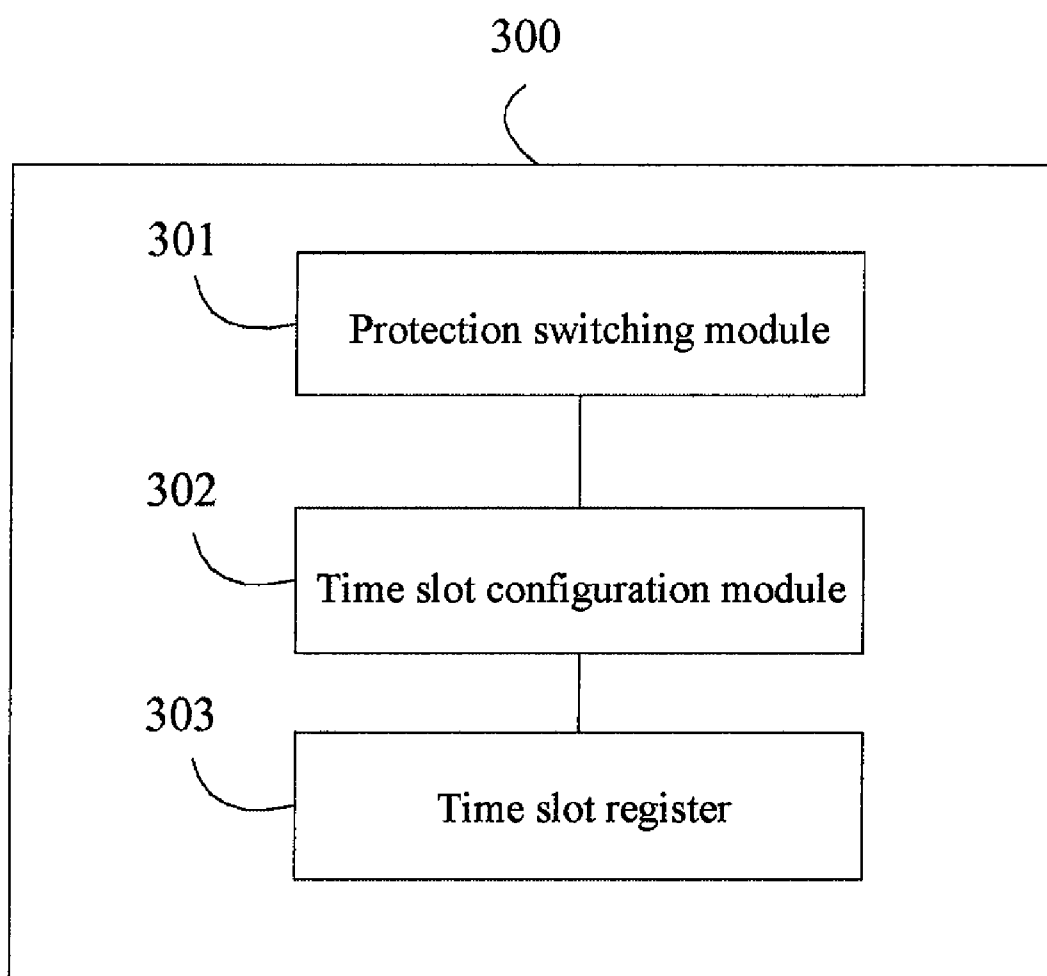 300
301
Protection switching module
302
Time slot configuration module
303
Time slot register